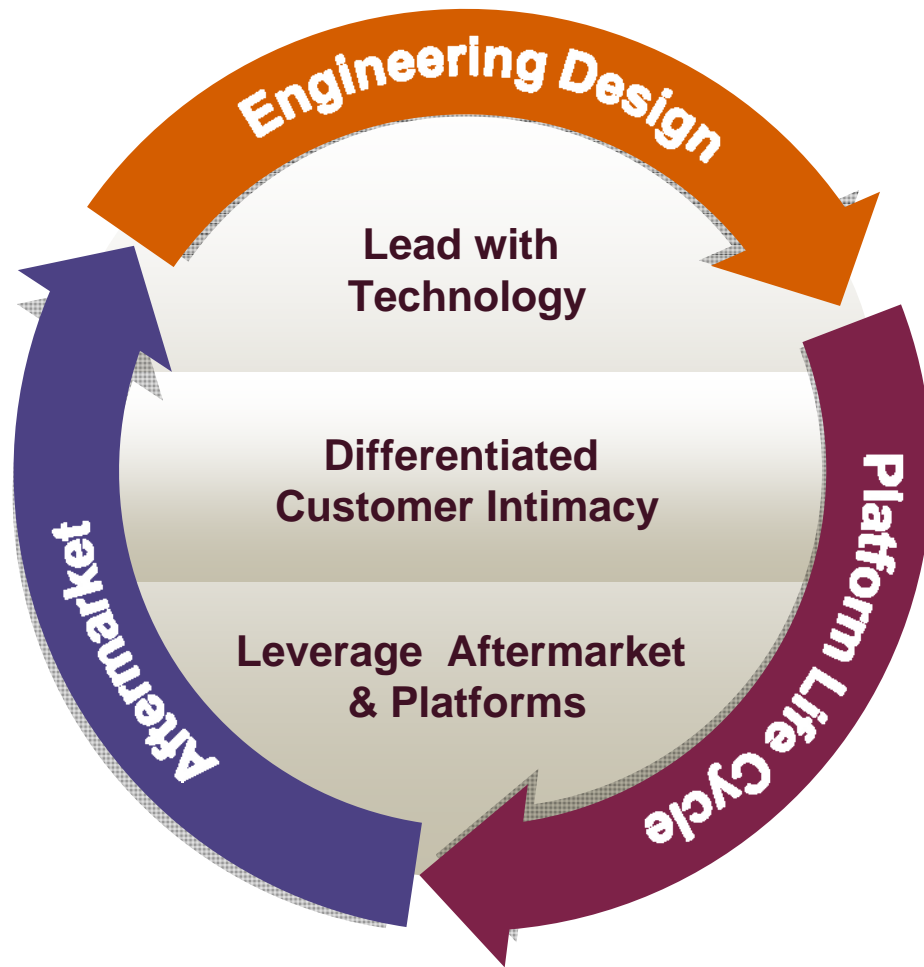 Engineering Design
Lead with
Technology
Differentiated
Customer Intimacy
Leverage Aftermarket
& Platforms
Platform Life Cycle
Aftermarket